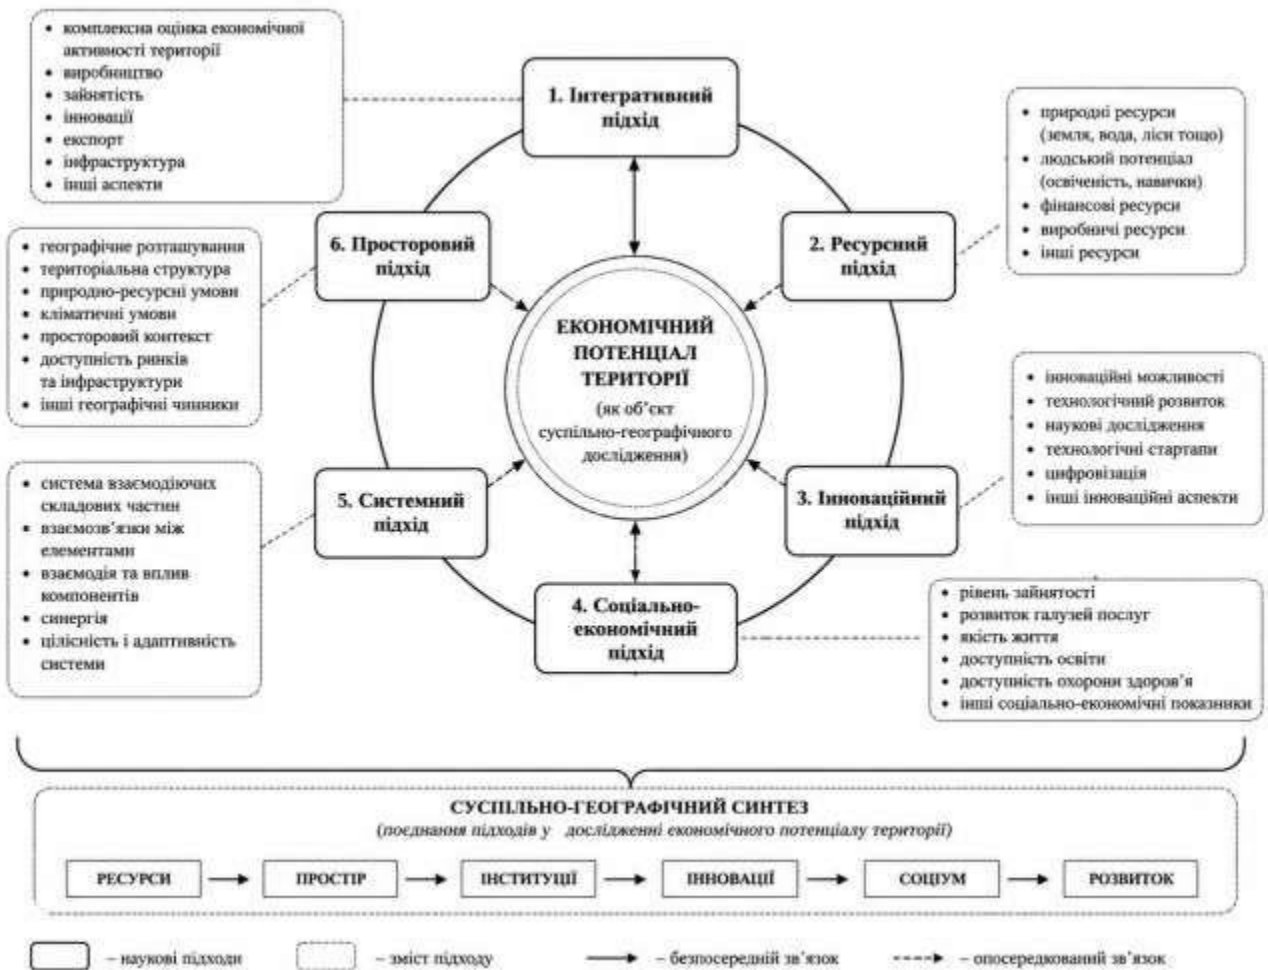 • комплексна оцінка економічної
активності території
• виробництво
• зайнятість
• інновації
• експорт
• інфраструктура
• інші аспекти
1. Інтегративний
підхід
• природні ресурси
(земля, вода, ліси тощо)
• людський потенціал
(освіченість, навички)
• фінансові ресурси
• виробничі ресурси
• інші ресурси
6. Просторовий
підхід
2. Ресурсний
підхід
• географічне розташування
• територіальна структура
• природно-ресурсні умови
• кліматичні умови
• просторовий контекст
• доступність ринків
та інфраструктури
• інші географічні чинники
ЕКОНОМІЧНИЙ
ПОТЕНЦІАЛ
ТЕРИТОРІЇ
(як об’єкт
суспільно-географічного
дослідження)
• інноваційні можливості
• технологічний розвиток
• наукові дослідження
• технологічні стартапи
• цифровізація
• інші інноваційні аспекти
5. Системний
підхід
3. Інноваційний
підхід
• система взаємодіючих
складових частин
• взаємозв’язки між
елементами
• взаємодія та вплив
компонентів
• синергія
• цілісність і адаптивність
системи
4. Соціально-
економічний
підхід
• рівень зайнятості
• розвиток галузей послуг
• якість життя
• доступність освіти
• доступність охорони здоров’я
• інші соціально-економічні показники
СУСПІЛЬНО-ГЕОГРАФІЧНИЙ СИНТЕЗ
(поєднання підходів у дослідженні економічного потенціалу території)
РЕСУРСИ
ПРОСТІР
ІНСТИТУЦІЇ
ІННОВАЦІЇ
СОЦІУМ
РОЗВИТОК
– наукові підходи
– зміст підходу
– безпосередній зв’язок
– опосередкований зв’язок